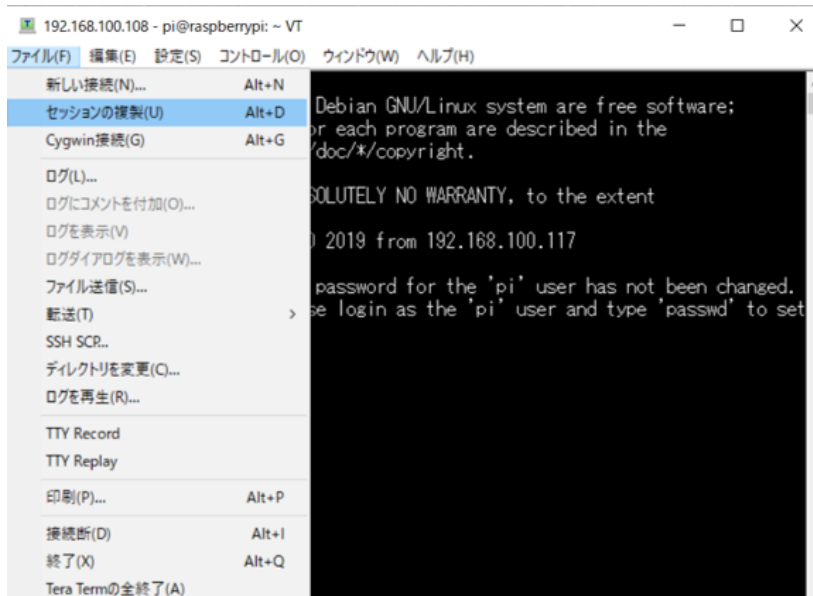 192.168.100.108 - pi@raspberrypi: ~ VT
ファイル(F) 編集(E) 設定(S) コントロール(O) ウィンドウ(W) ヘルプ(H)
新しい接続(N)... Alt+N
セッションの複製(U) Alt+D
Cygwin接続(G) Alt+G
ログ(L)...
ログにコメントを付加(O)...
ログを表示(V)
ログダイアログを表示(W)...
ファイル送信(S)...
転送(T)
SSH SCP...
ディレクトリを変更(C)...
ログを再生(R)...
TTY Record
TTY Replay
印刷(P)... Alt+P
接続断(D) Alt+I
終了(X) Alt+Q
Tera Termの全終了(A)
Debian GNU/Linux system are free software;
or each program are described in the
/doc/*/copyright.
SOLUTELY NO WARRANTY, to the extent
2019 from 192.168.100.117
password for the 'pi' user has not been changed.
se login as the 'pi' user and type 'passwd' to set